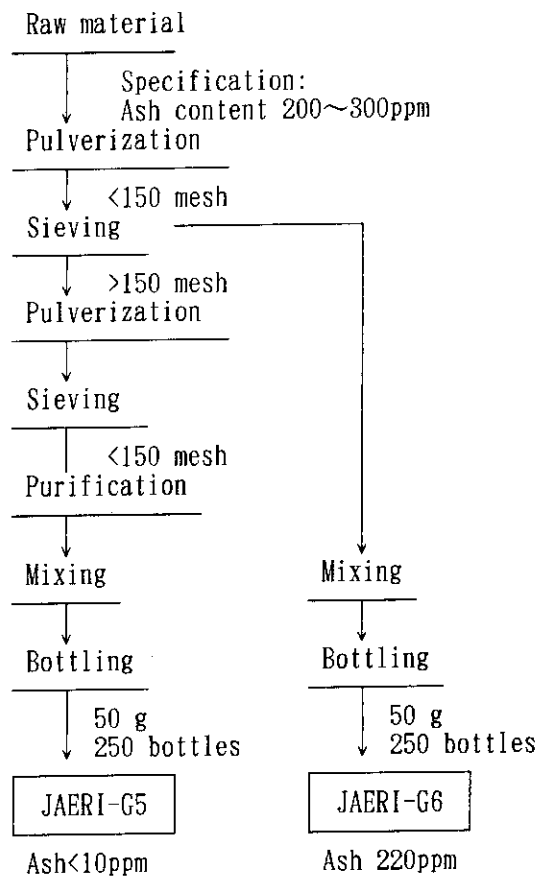 Raw material
Specification:
Ash content 200～300ppm
Pulverization
<150 mesh
Sieving
>150 mesh
Pulverization
Sieving
<150 mesh
Purification
Mixing
Mixing
Bottling
Bottling
50 g
250 bottles
50 g
250 bottles
JAERI-G5
JAERI-G6
Ash<10ppm
Ash 220ppm